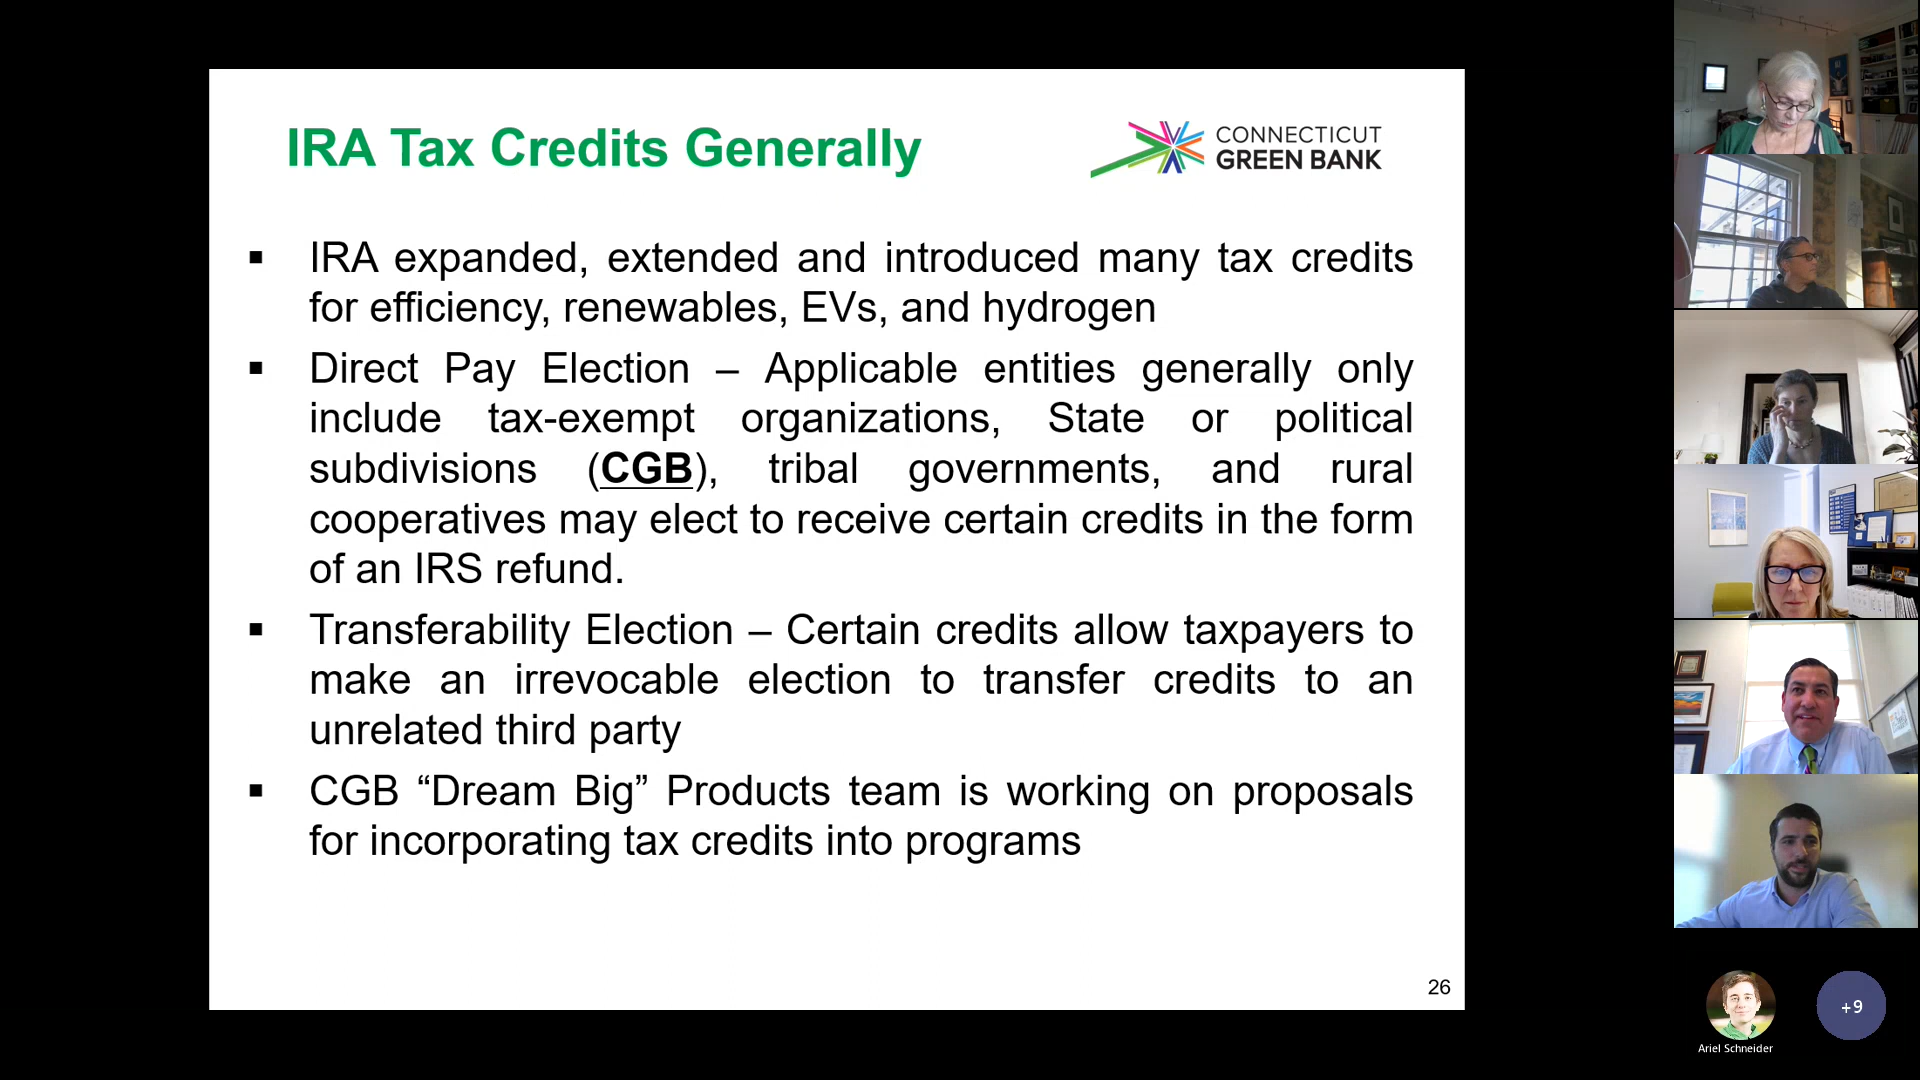 IRA Tax Credits Generally
CONNECTICUT
GREEN BANK
▪ IRA expanded, extended and introduced many tax credits
for efficiency, renewables, EVs, and hydrogen
▪ Direct Pay Election – Applicable entities generally only
include tax-exempt organizations, State or political
subdivisions (CGB), tribal governments, and rural
cooperatives may elect to receive certain credits in the form
of an IRS refund.
▪ Transferability Election – Certain credits allow taxpayers to
make an irrevocable election to transfer credits to an
unrelated third party
▪ CGB “Dream Big” Products team is working on proposals
for incorporating tax credits into programs
26
+9
Ariel Schneider